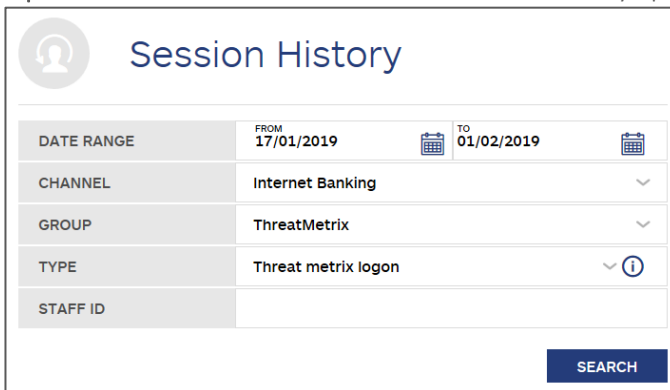 Session History
DATE RANGE
FROM
17/01/2019
TO
01/02/2019
CHANNEL
Internet Banking
GROUP
ThreatMetrix
TYPE
Threat metrix logon
STAFF ID
SEARCH